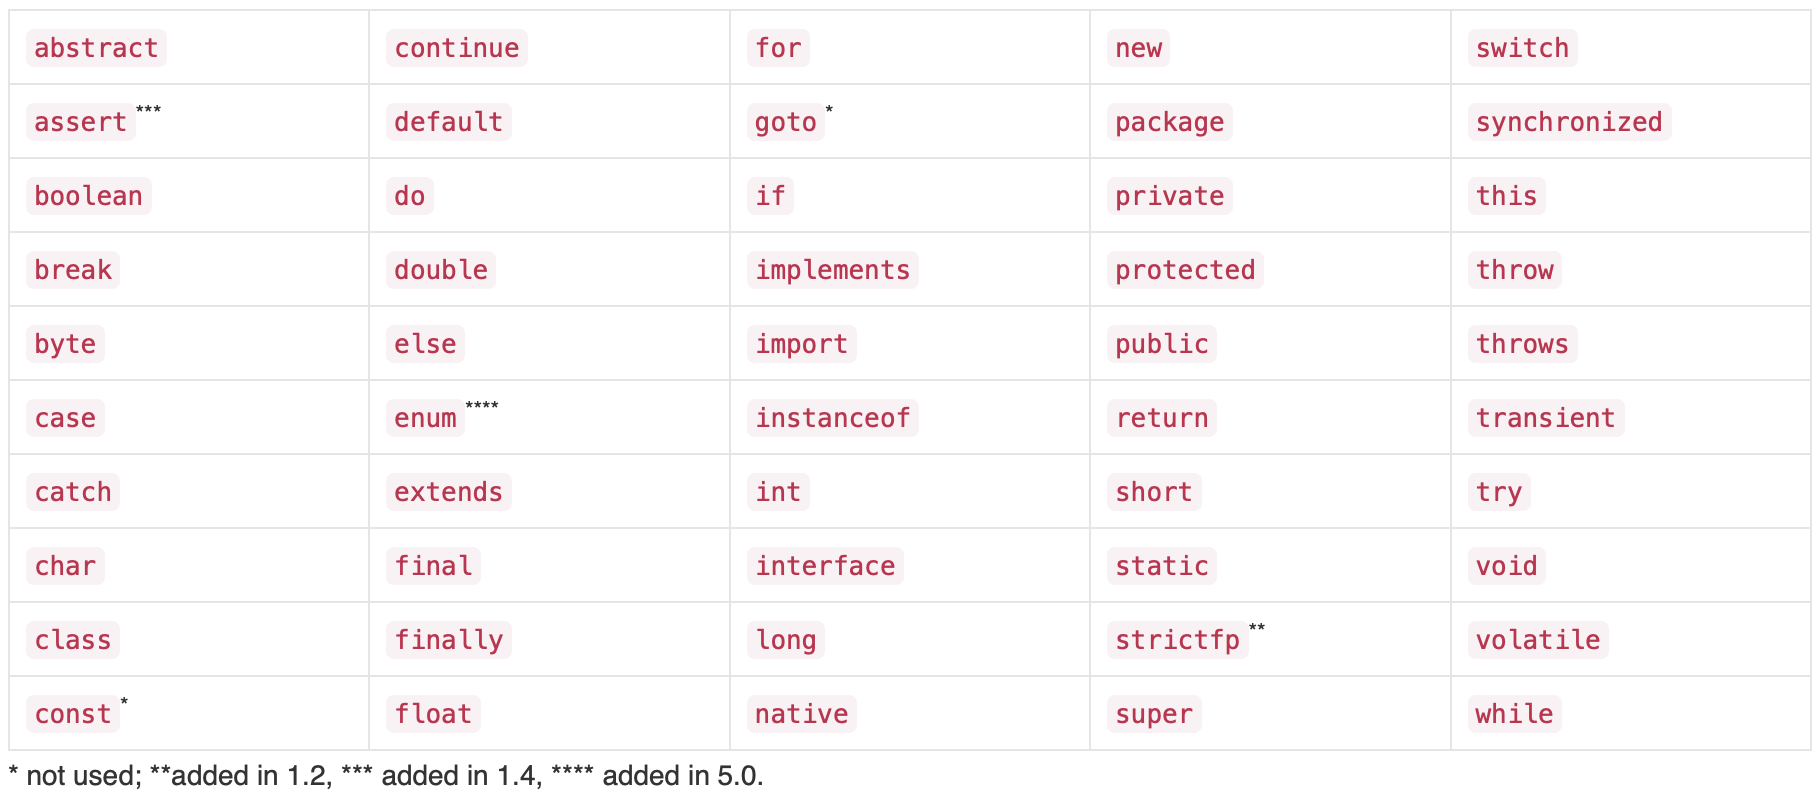 abstract continue for new switch
assert*** default goto* package synchronized
boolean do if private this
break double implements protected throw
byte else import public throws
case enum**** instanceof return transient
catch extends int short try
char final interface static void
class finally long strictfp** volatile
const* float native super while
* not used; **added in 1.2, *** added in 1.4, **** added in 5.0.